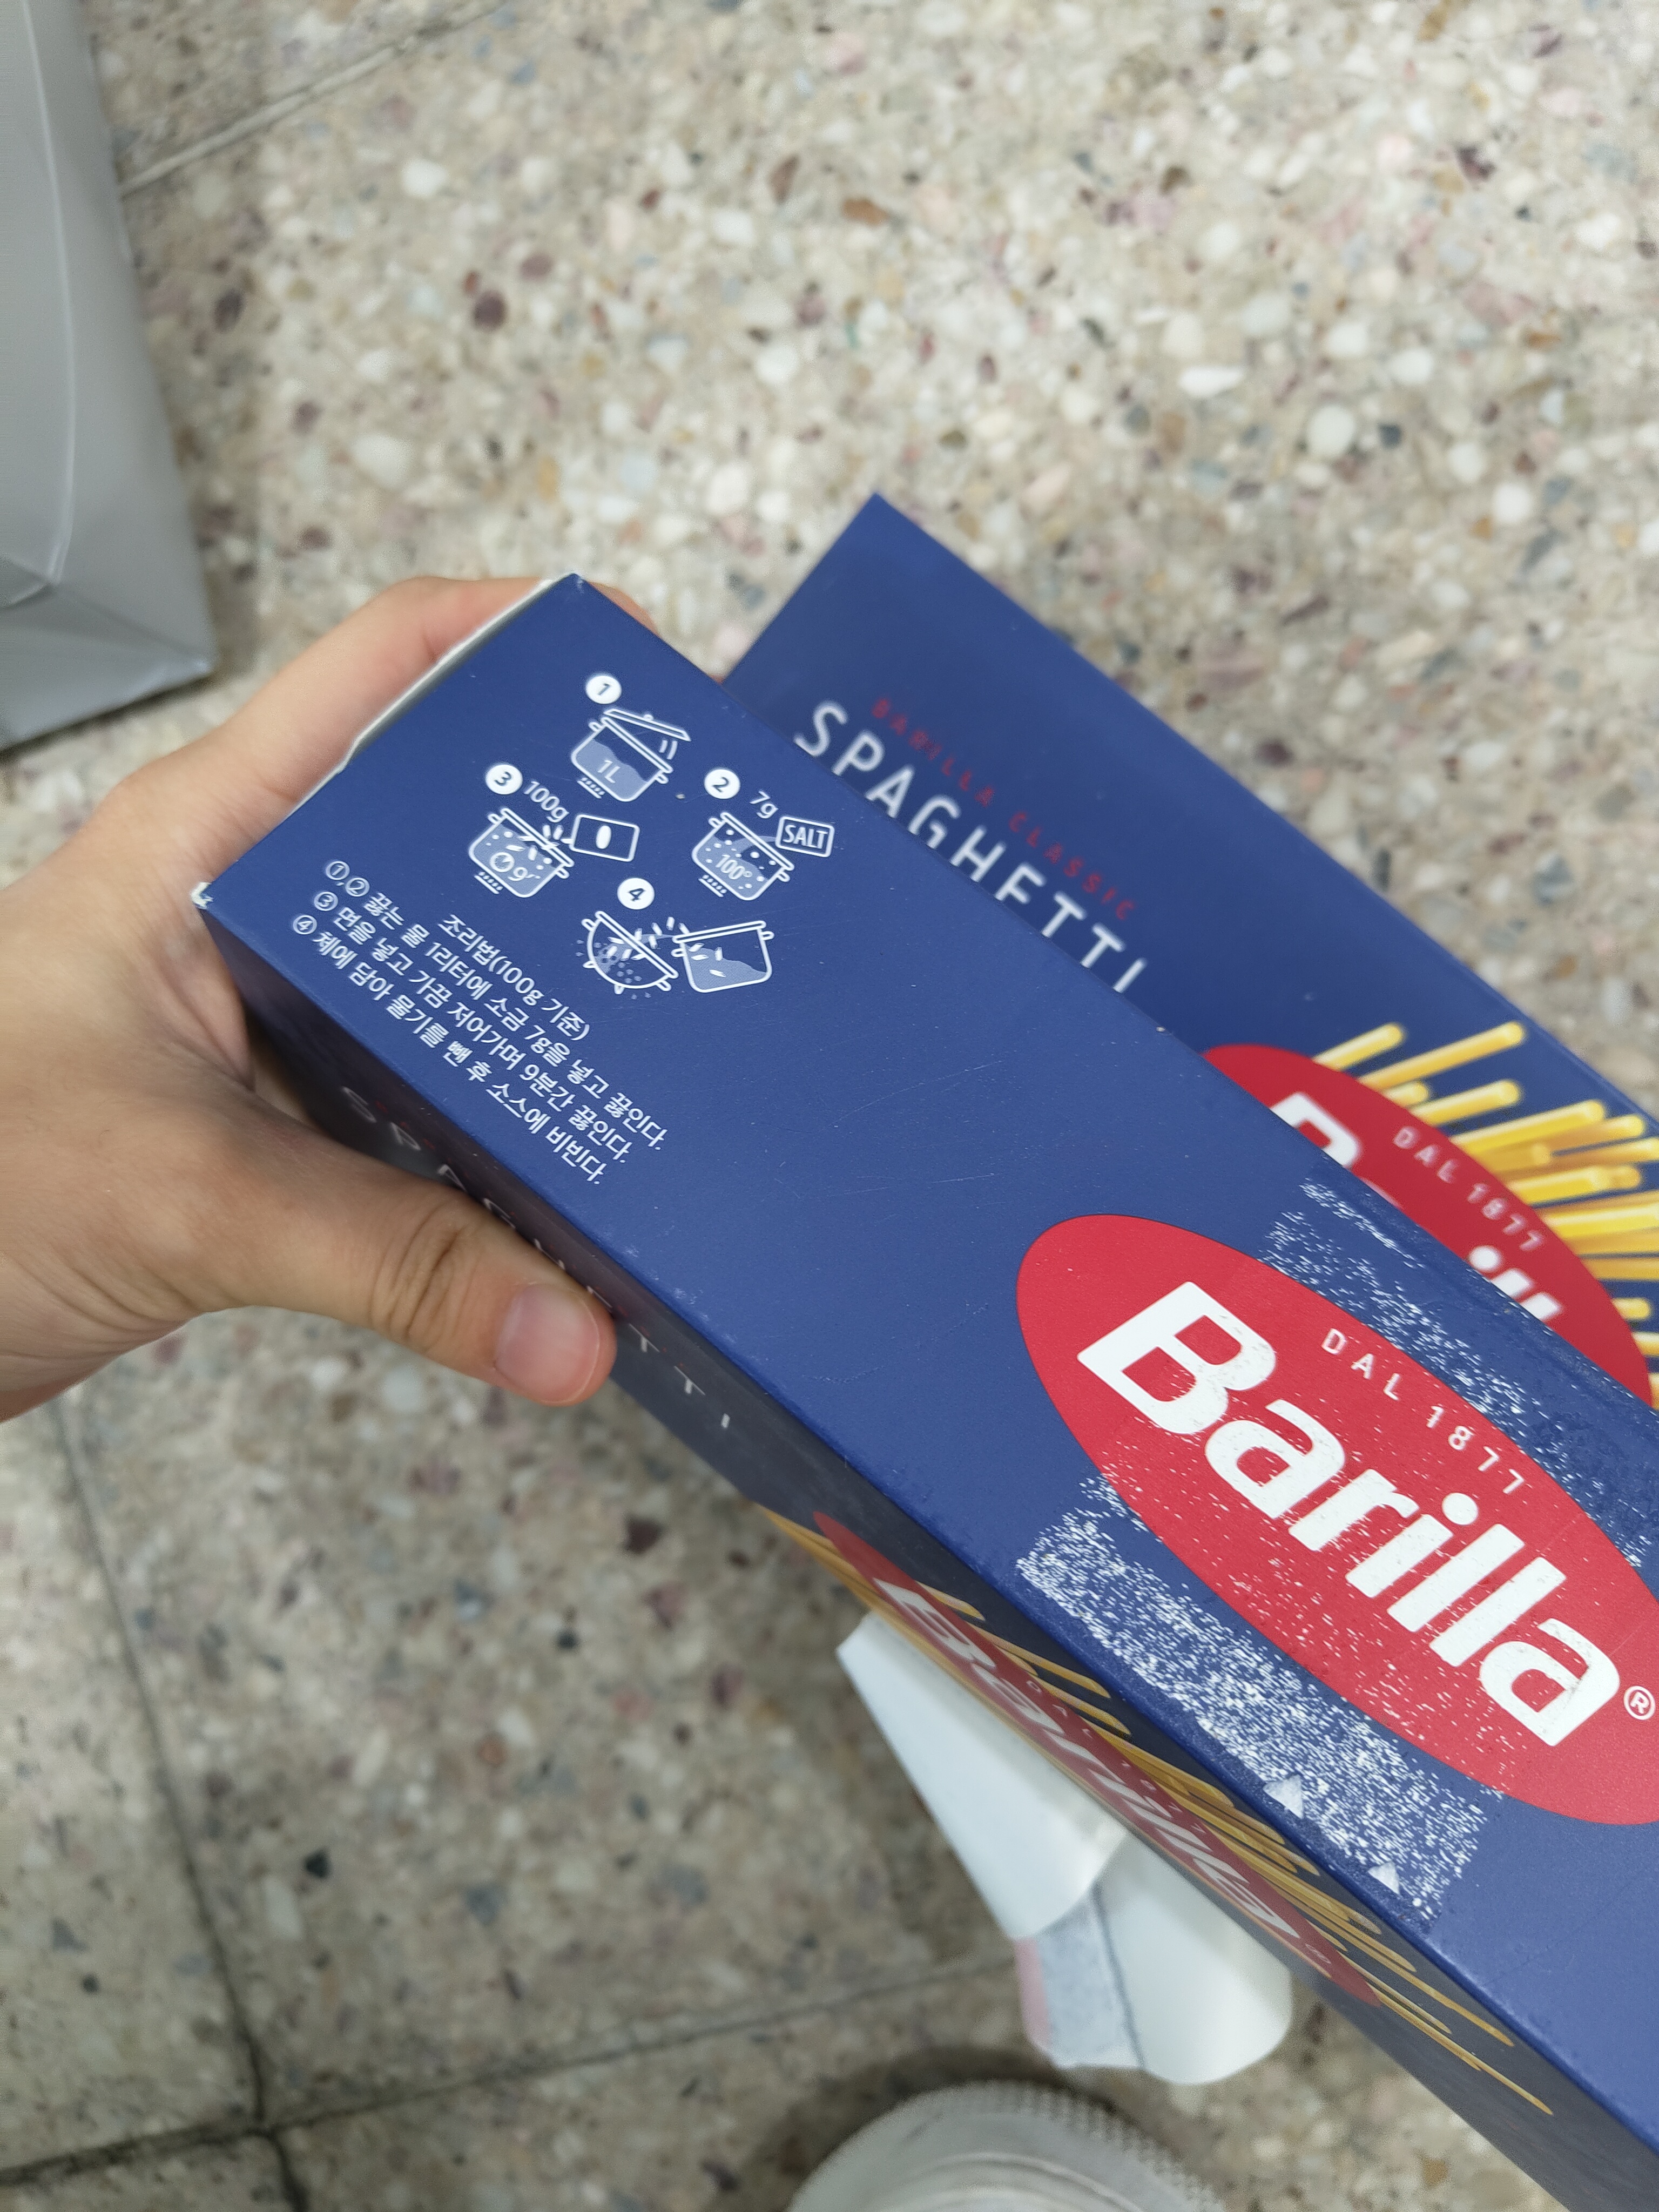 1
1L
2
7g
SALT
100°
3
100g
9'
4
조리법(100g 기준)
①,② 끓는 물 1리터에 소금 7g을 넣고 끓인다.
③ 면을 넣고 가끔 저어가며 9분간 끓인다.
④ 체에 담아 물기를 뺀 후 소스에 비빈다.
BARILLA CLASSIC
SPAGHETTI
DAL 1877
DAL 1877
Barilla®
SPAGHETTI
Barilla